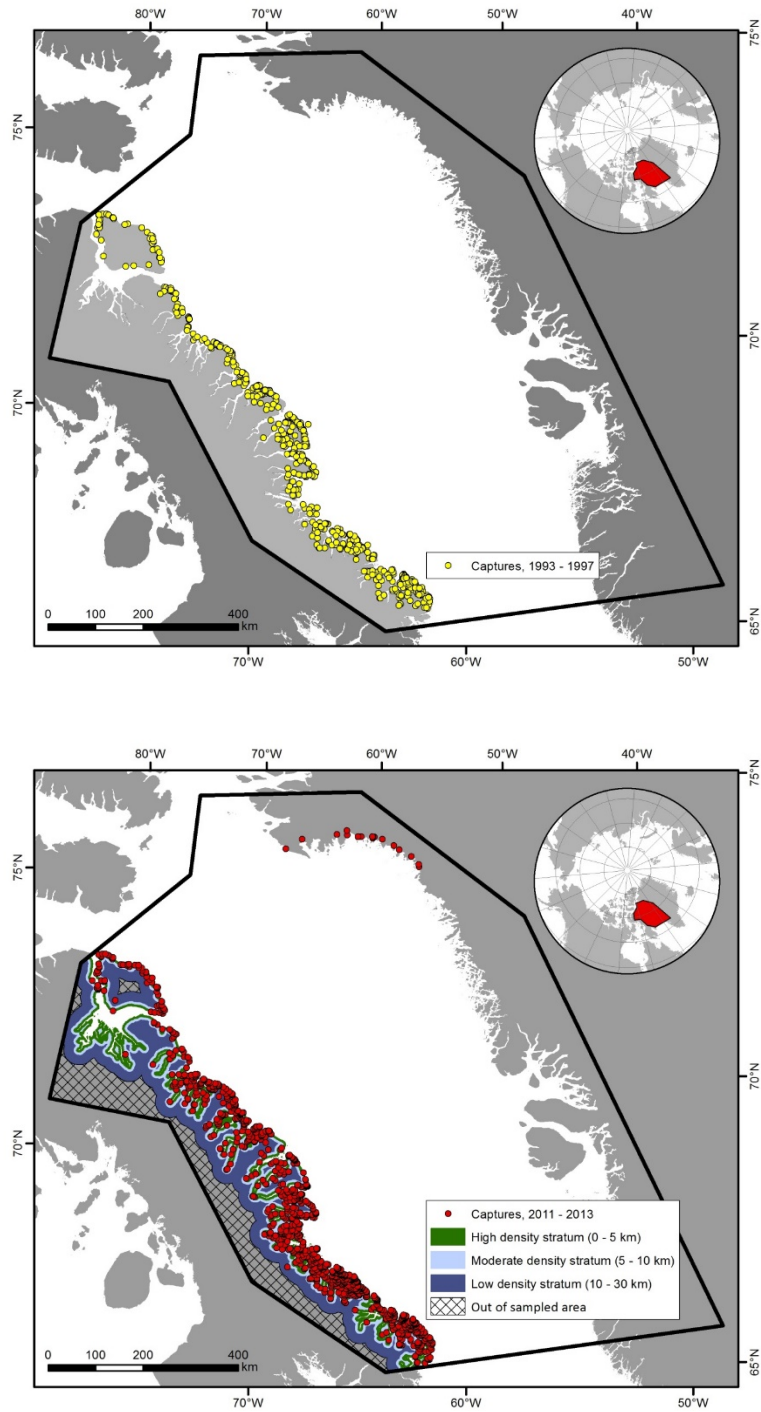 80°W 70°W 60°W 40°W
75°N
75°N
70°N
70°N
65°N
Captures, 1993 - 1997
0 100 200 400
km
70°W 60°W 50°W
80°W 70°W 60°W 40°W
75°N
75°N
70°N
70°N
65°N
Captures, 2011 - 2013
High density stratum (0 - 5 km)
Moderate density stratum (5 - 10 km)
Low density stratum (10 - 30 km)
Out of sampled area
0 100 200 400
km
70°W 60°W 50°W